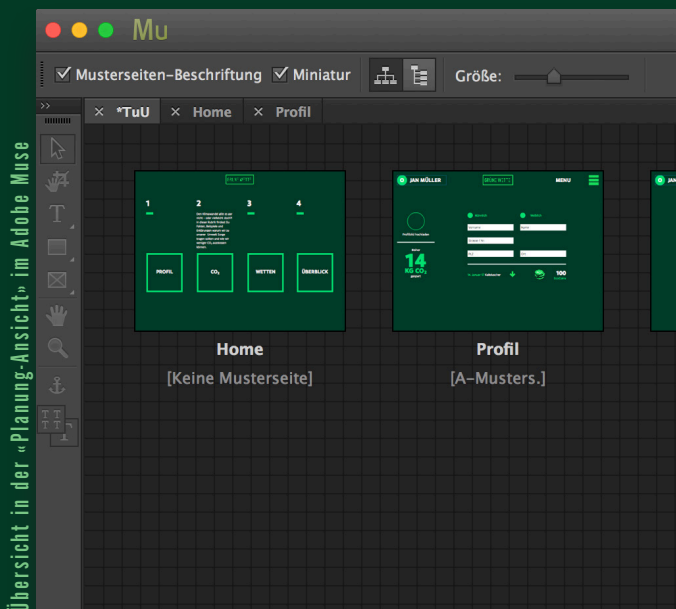 Mu
Musterseiten-Beschriftung Miniatur Größe:
*TuU Home Profil
Übersicht in der «Planung-Ansicht» im Adobe Muse
1 2 3 4
PROFIL CO₂ WETTEN ÜBERBLICK
JAN MÜLLER MENU
14
KG CO₂
100
Home
[Keine Musterseite]
Profil
[A-Musters.]